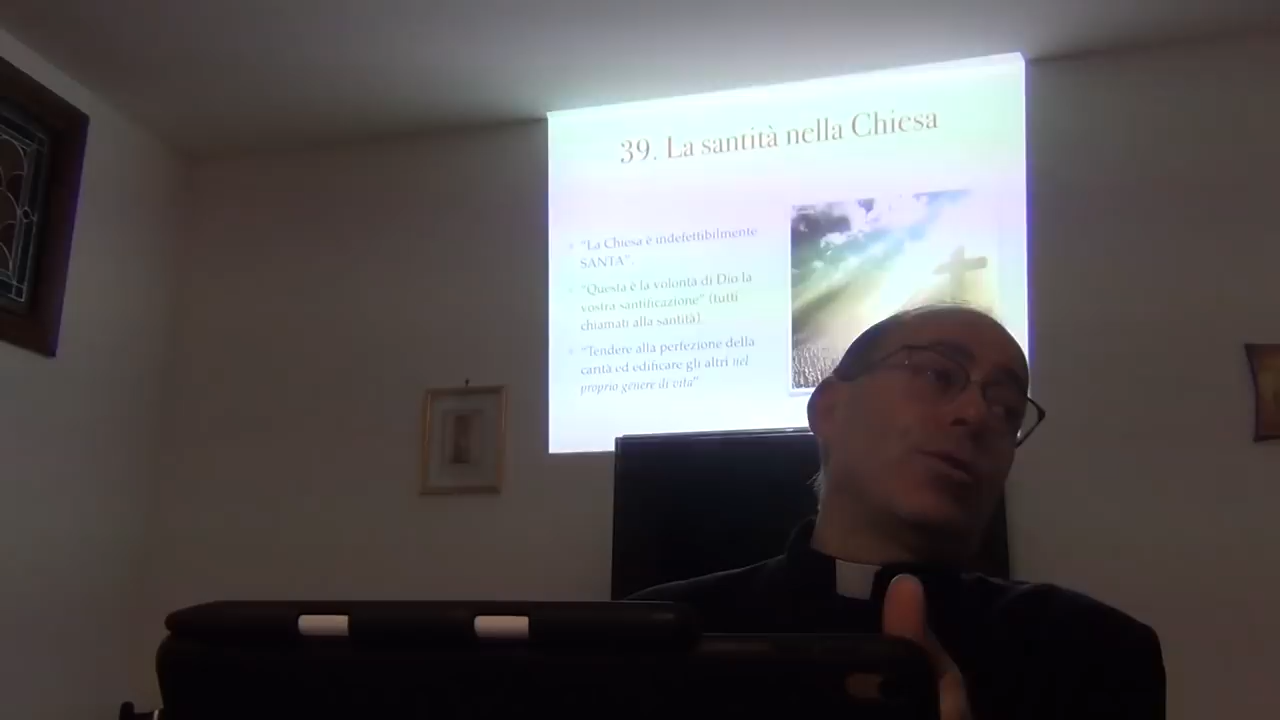 39. La santità nella Chiesa
"La Chiesa è indefettibilmente
SANTA".
"Questa è la volontà di Dio la
vostra santificazione" (tutti
chiamati alla santità)
"Tendere alla perfezione della
carità ed edificare gli altri nel
proprio genere di vita"